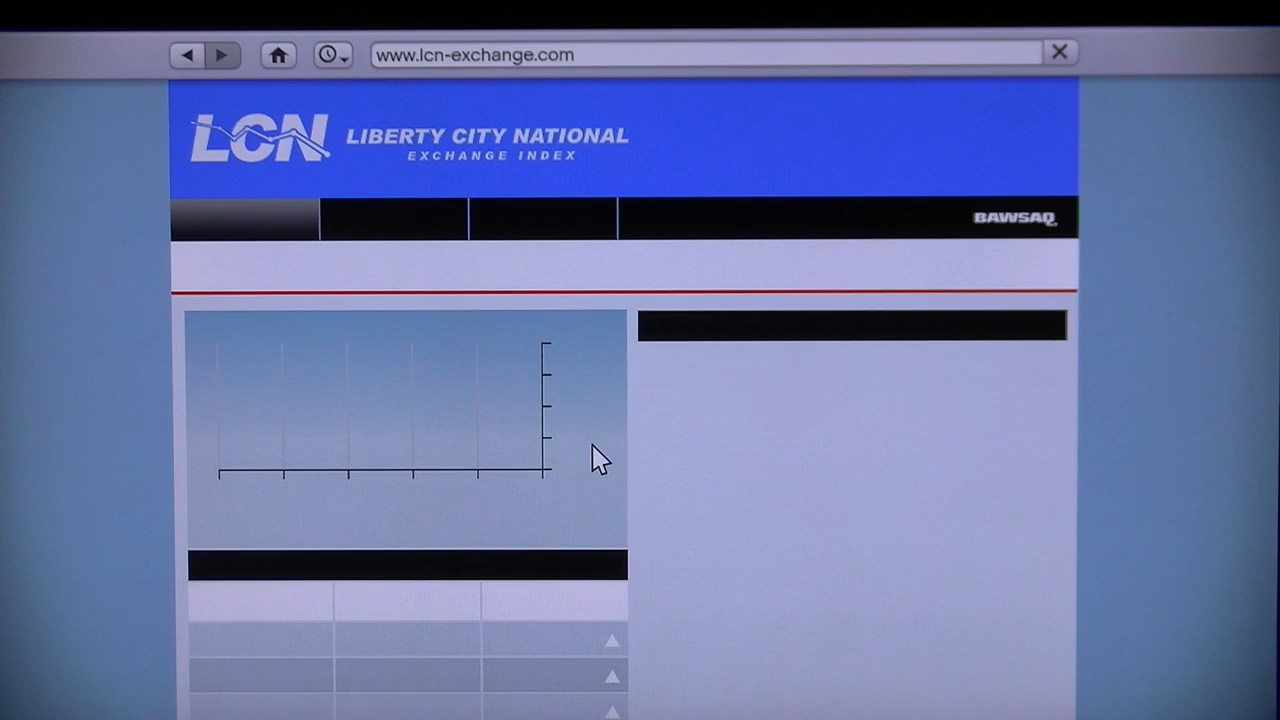 www.lcn-exchange.com
LCN
LIBERTY CITY NATIONAL
EXCHANGE INDEX
BAWSAQ